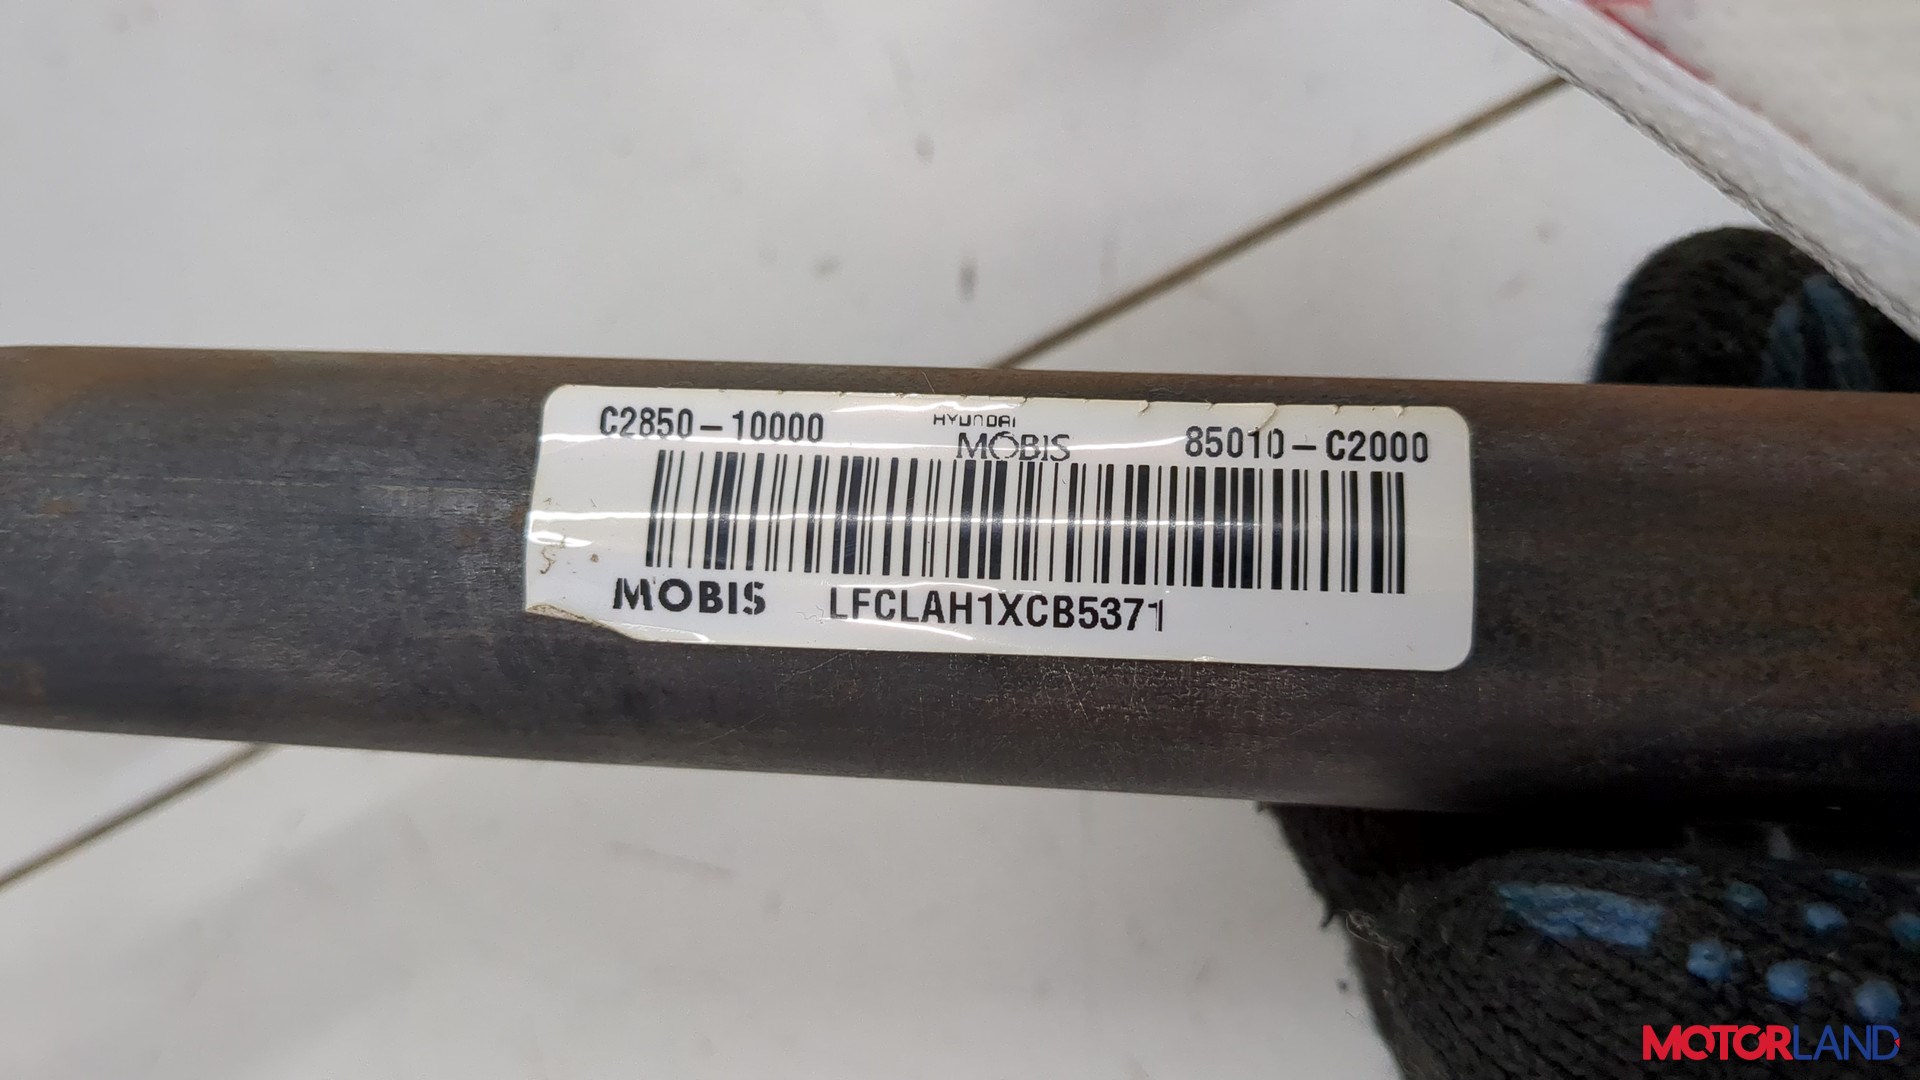 C2850-10000 HYUNDAI MOBIS 85010-C2000
MOBIS LFCLAH1XCB5371
MOTORLAND